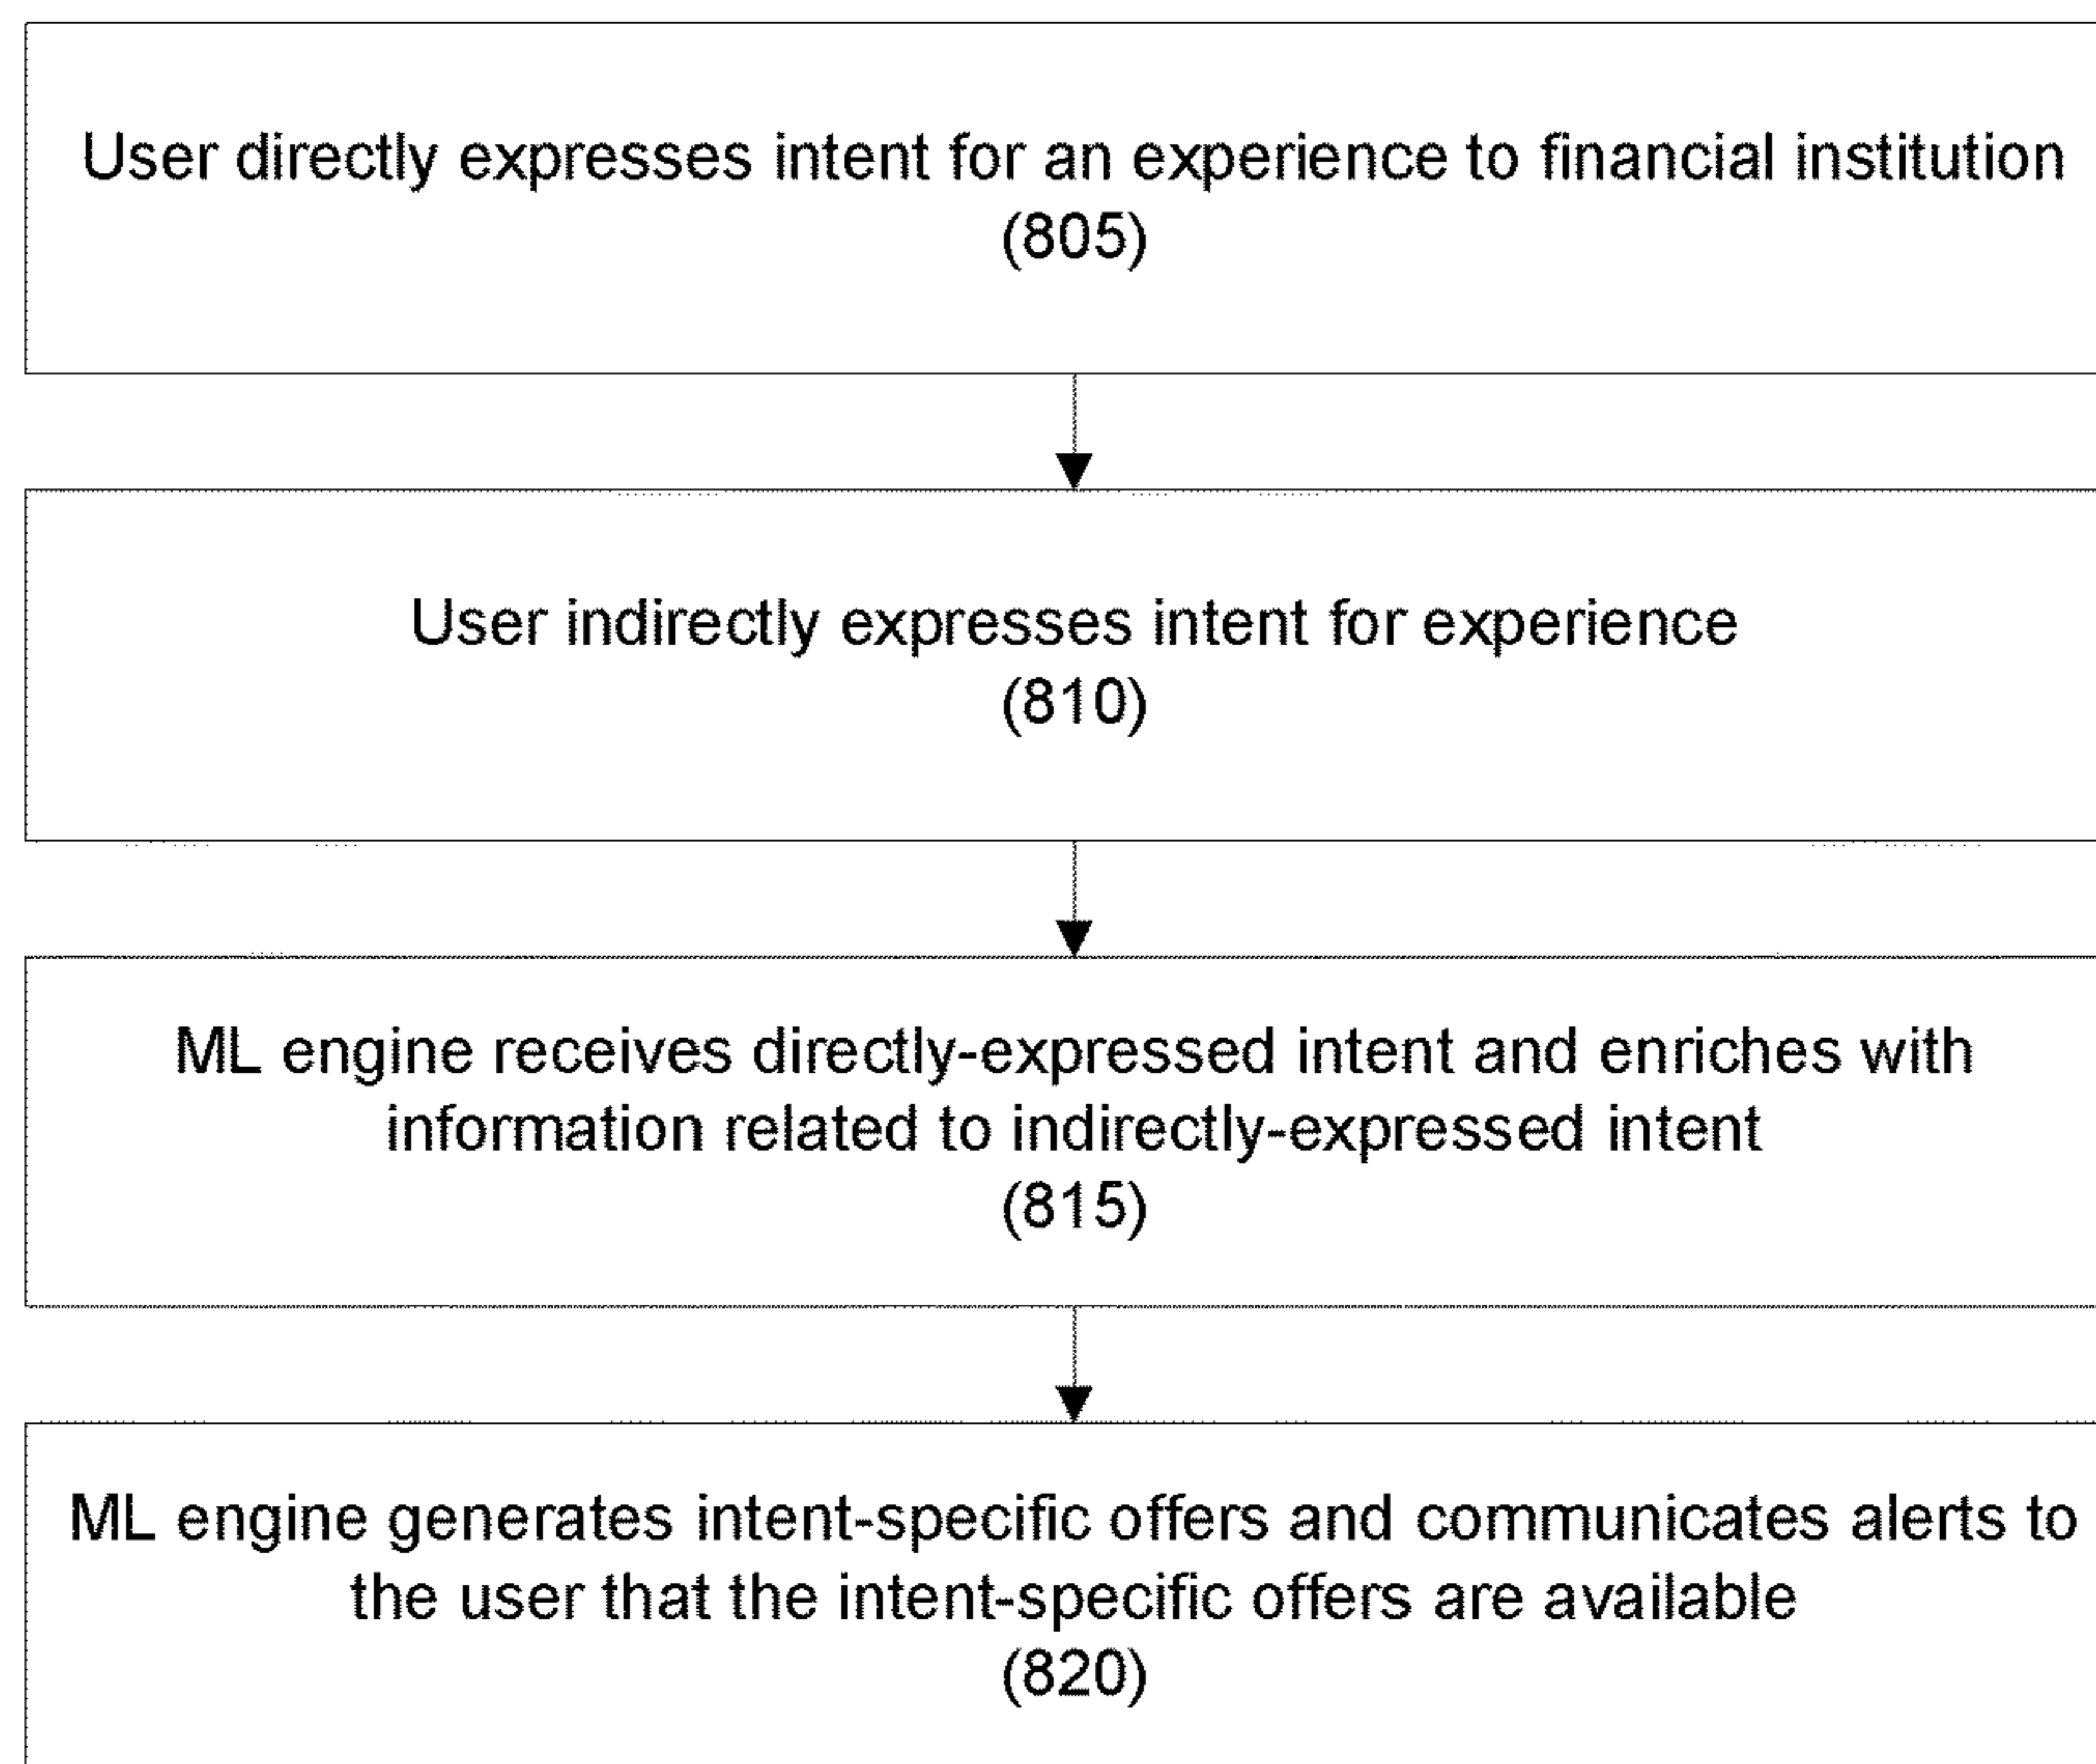 User directly expresses intent for an experience to financial institution
(805)
User indirectly expresses intent for experience
(810)
ML engine receives directly-expressed intent and enriches with
information related to indirectly-expressed intent
(815)
ML engine generates intent-specific offers and communicates alerts to
the user that the intent-specific offers are available
(820)